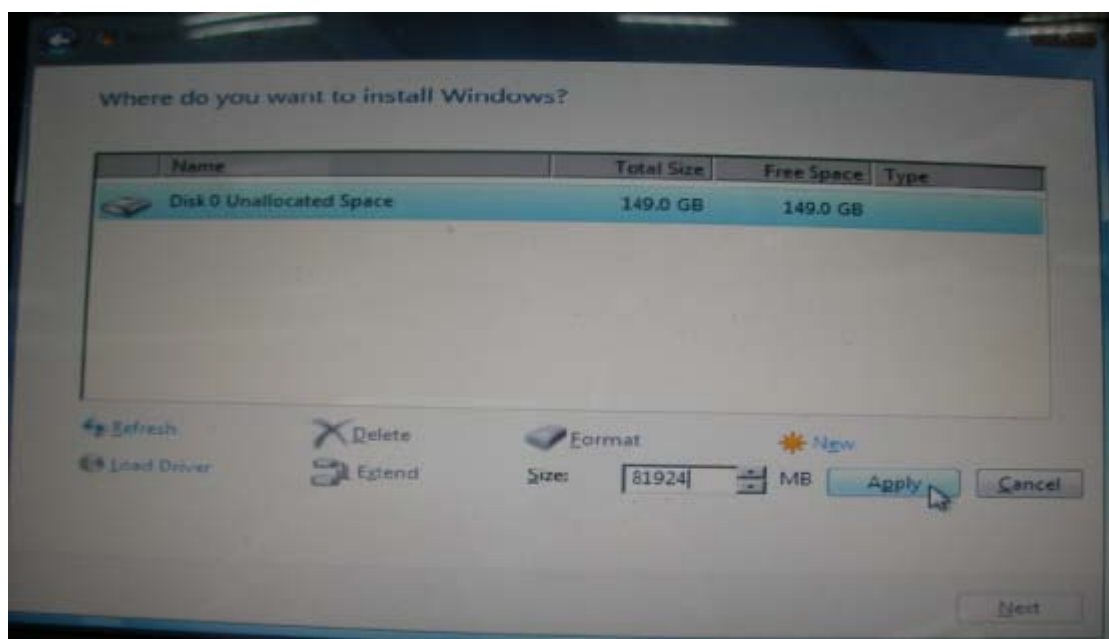 Where do you want to install Windows?
Name Total Size Free Space Type
Disk 0 Unallocated Space 149.0 GB 149.0 GB
Refresh Delete Format New
Load Driver Extend Size: 81924 MB Apply Cancel
Next